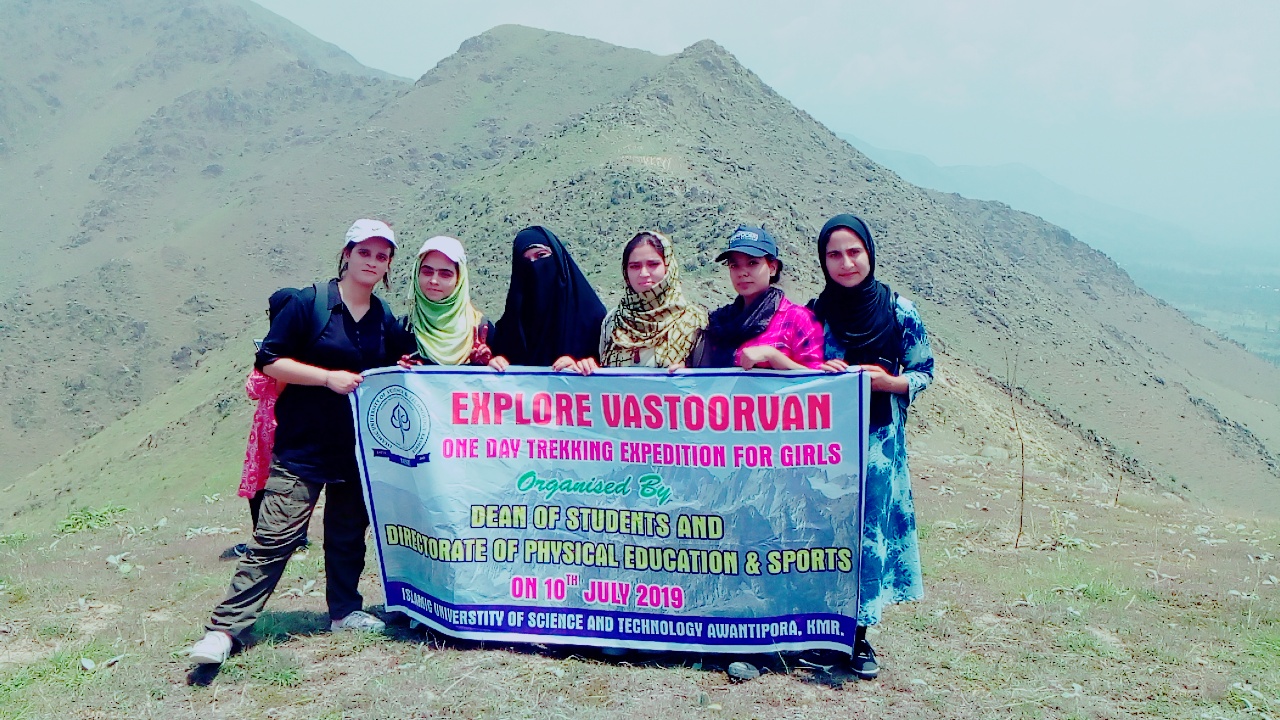 EXPLORE VASTOORVAN
ONE DAY TREKKING EXPEDITION FOR GIRLS
Organised By
DEAN OF STUDENTS AND
DIRECTORATE OF PHYSICAL EDUCATION & SPORTS
ON 10TH JULY 2019
ISLAMIC UNIVERSTITY OF SCIENCE AND TECHNOLOGY AWANTIPORA, KMR.